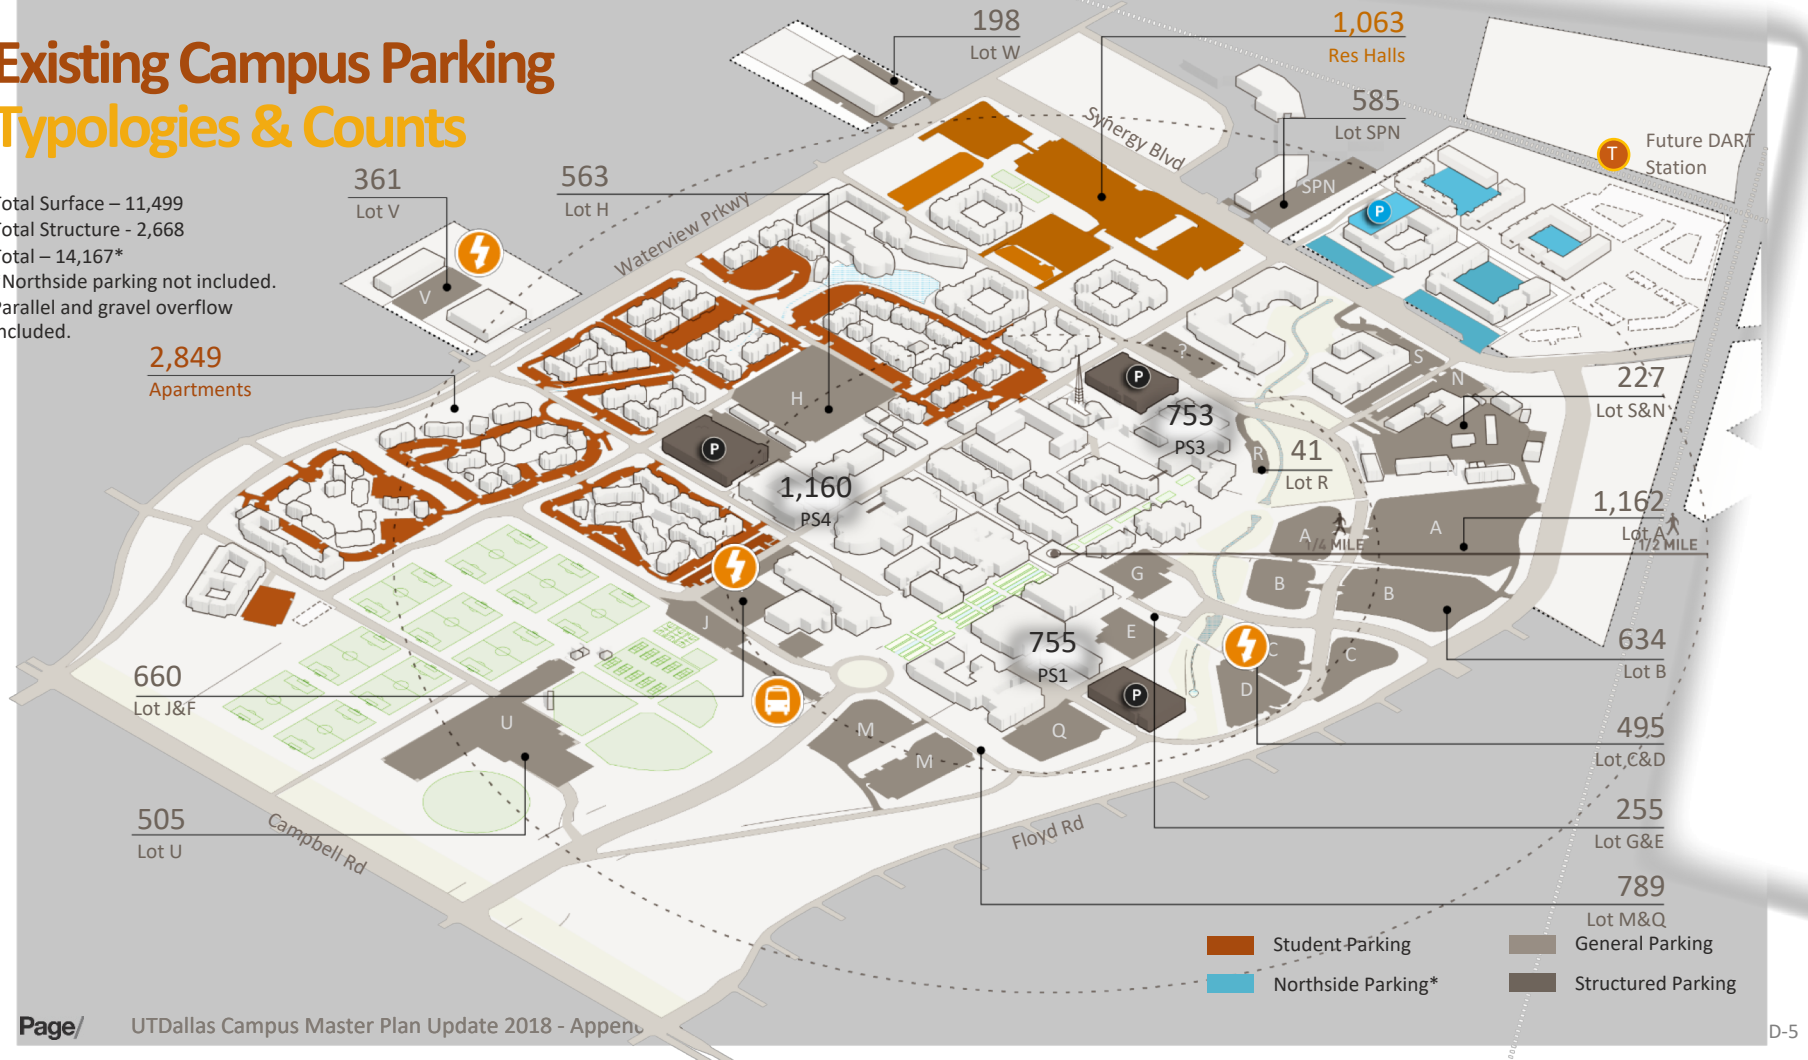 Existing Campus Parking
Typologies & Counts
Total Surface – 11,499
Total Structure - 2,668
Total – 14,167*
*Northside parking not included.
Parallel and gravel overflow
included.
198
Lot W
1,063
Res Halls
585
Lot SPN
Future DART
Station
T
361
Lot V
563
Lot H
2,849
Apartments
Synergy Blvd
Waterview Prkwy
SPN
P
V
H
?
S
N
227
Lot S&N
P
753
PS3
P
1,160
PS4
R
41
Lot R
N
1,162
Lot A
A
A
1/4 MILE
1/2 MILE
G
B
B
J
E
755
PS1
C
C
634
Lot B
660
Lot J&F
P
D
U
M
Q
M
495
Lot C&D
505
Lot U
Campbell Rd
Floyd Rd
255
Lot G&E
789
Lot M&Q
Student Parking
General Parking
Northside Parking*
Structured Parking
Page/
UTDallas Campus Master Plan Update 2018 - Appen
D-5